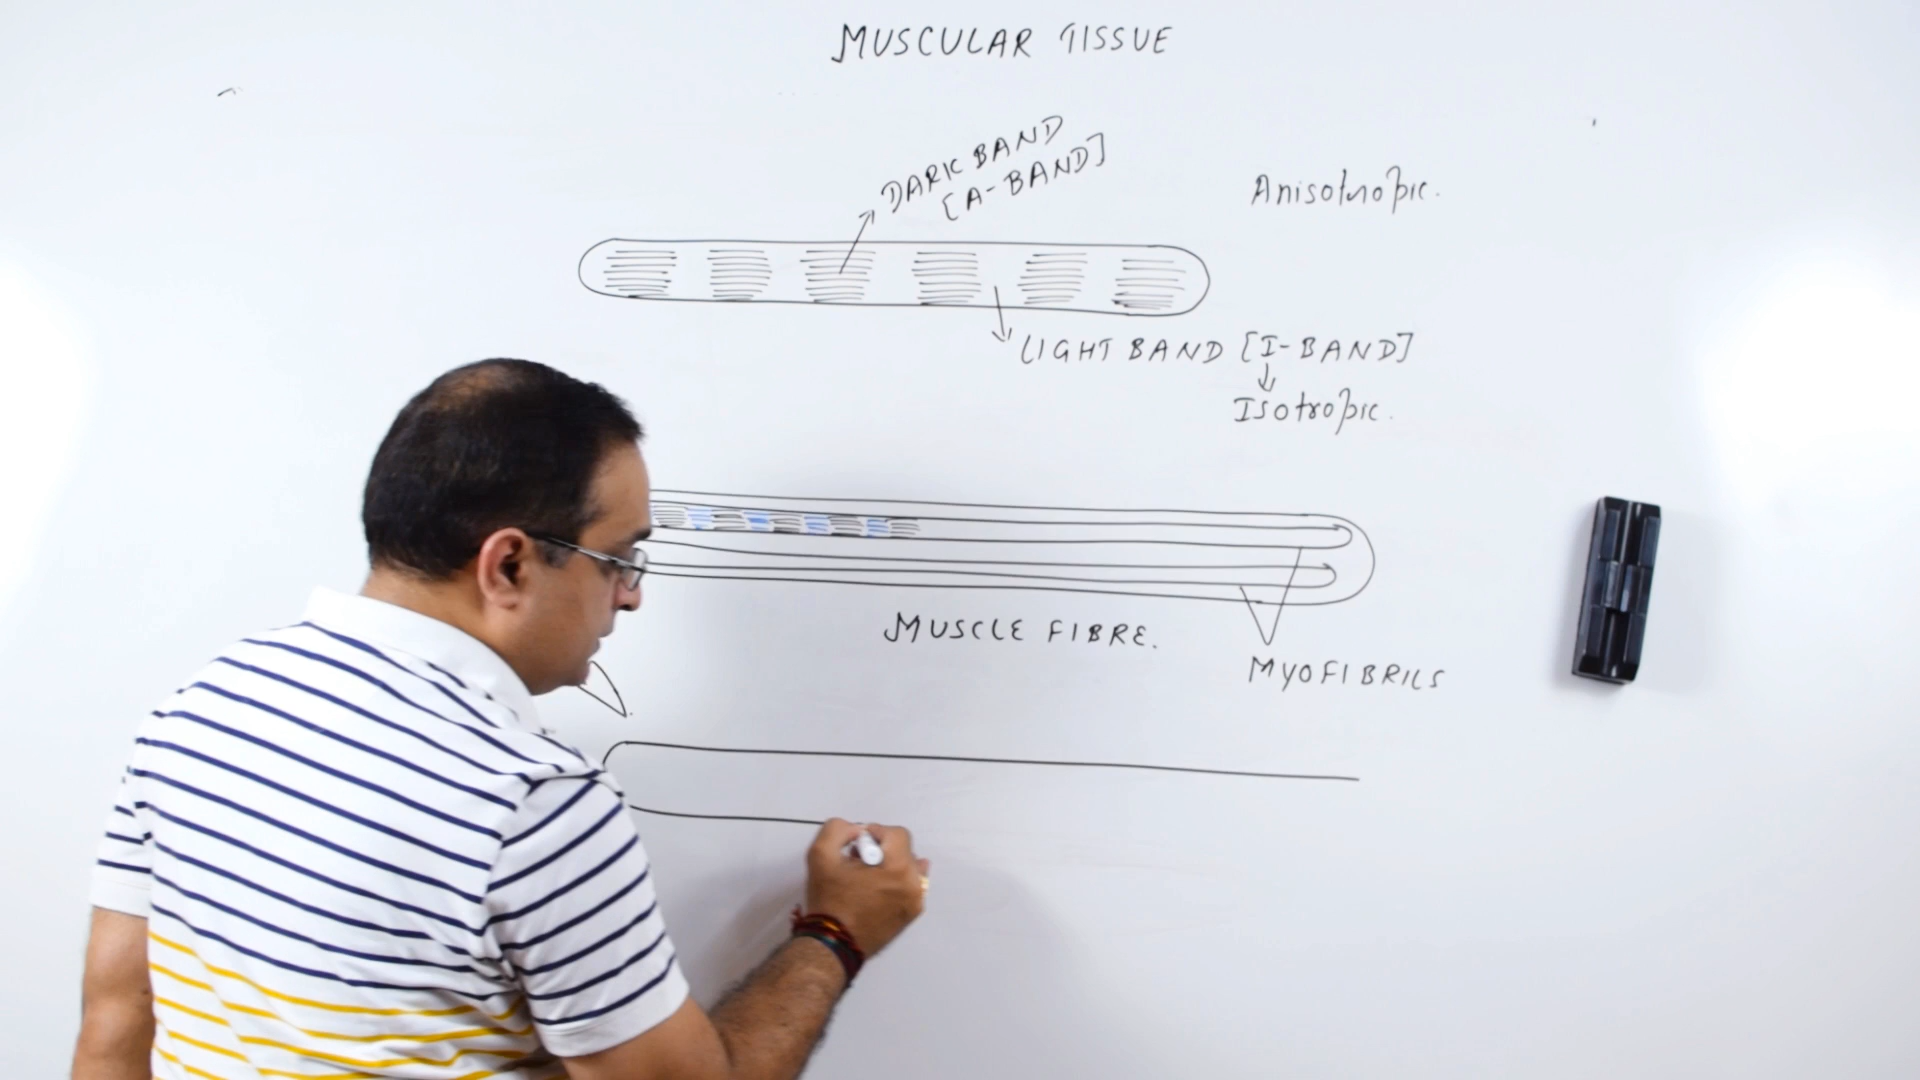 MUSCULAR TISSUE
DARK BAND
[A-BAND]
Anisotropic.
LIGHT BAND [I-BAND]
Isotropic.
MUSCLE FIBRE.
MYOFIBRILS